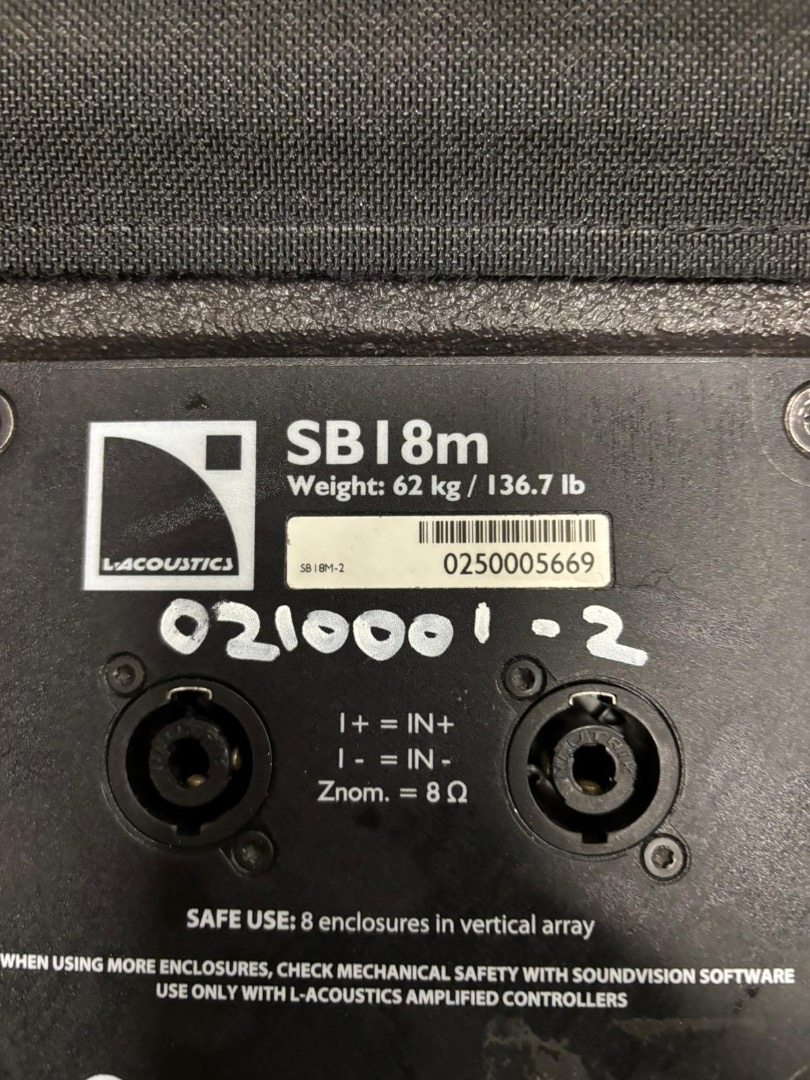 SB18m
Weight: 62 kg / 136.7 lb
L-ACOUSTICS
SB18M-2
0250005669
0210001-2
1+ = IN+
1- = IN-
Znom. = 8 Ω
SAFE USE: 8 enclosures in vertical array
WHEN USING MORE ENCLOSURES, CHECK MECHANICAL SAFETY WITH SOUNDVISION SOFTWARE
USE ONLY WITH L-ACOUSTICS AMPLIFIED CONTROLLERS